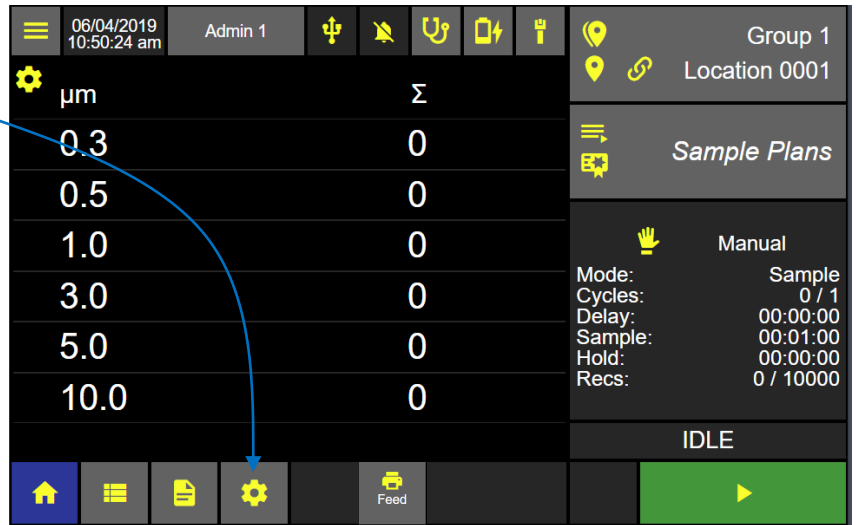 06/04/2019
10:50:24 am
Admin 1
µm Σ
0.3 0
0.5 0
1.0 0
3.0 0
5.0 0
10.0 0
Feed
Group 1
Location 0001
Sample Plans
Manual
Mode: Sample
Cycles: 0 / 1
Delay: 00:00:00
Sample: 00:01:00
Hold: 00:00:00
Recs: 0 / 10000
IDLE